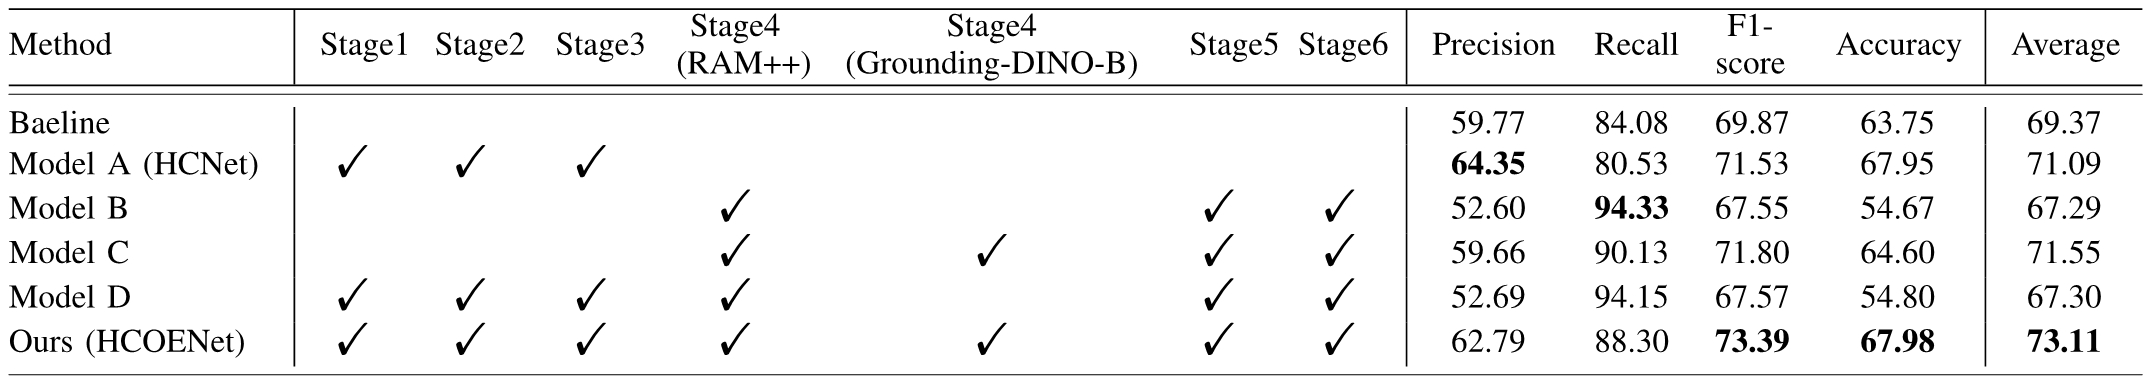 Method Stage1 Stage2 Stage3 Stage4 (RAM++) Stage4 (Grounding-DINO-B) Stage5 Stage6 Precision Recall F1-score Accuracy Average
Baeline 59.77 84.08 69.87 63.75 69.37
Model A (HCNet) ✓ ✓ ✓ 64.35 80.53 71.53 67.95 71.09
Model B ✓ ✓ ✓ 52.60 94.33 67.55 54.67 67.29
Model C ✓ ✓ ✓ ✓ 59.66 90.13 71.80 64.60 71.55
Model D ✓ ✓ ✓ ✓ ✓ ✓ 52.69 94.15 67.57 54.80 67.30
Ours (HCOENet) ✓ ✓ ✓ ✓ ✓ ✓ ✓ 62.79 88.30 73.39 67.98 73.11